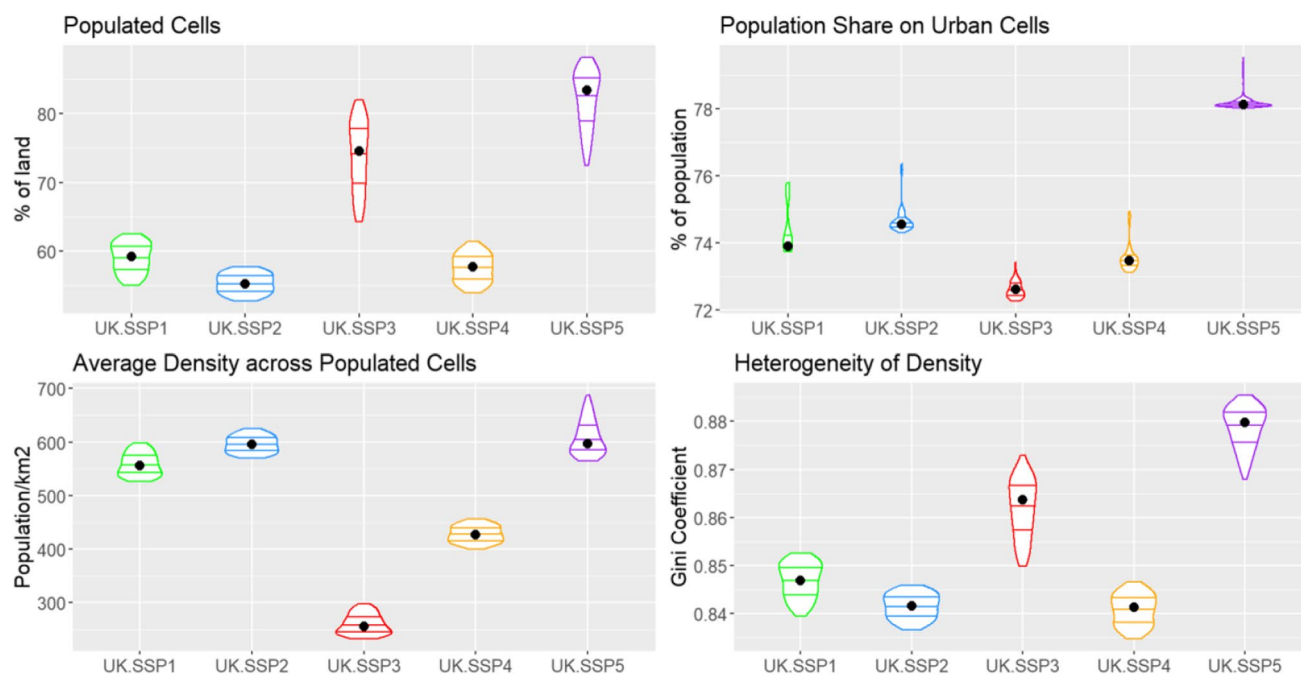 Populated Cells
% of land
80
70
60
UK.SSP1 UK.SSP2 UK.SSP3 UK.SSP4 UK.SSP5
Population Share on Urban Cells
% of population
78
76
74
72
UK.SSP1 UK.SSP2 UK.SSP3 UK.SSP4 UK.SSP5
Average Density across Populated Cells
Population/km2
700
600
500
400
300
UK.SSP1 UK.SSP2 UK.SSP3 UK.SSP4 UK.SSP5
Heterogeneity of Density
Gini Coefficient
0.88
0.87
0.86
0.85
0.84
UK.SSP1 UK.SSP2 UK.SSP3 UK.SSP4 UK.SSP5